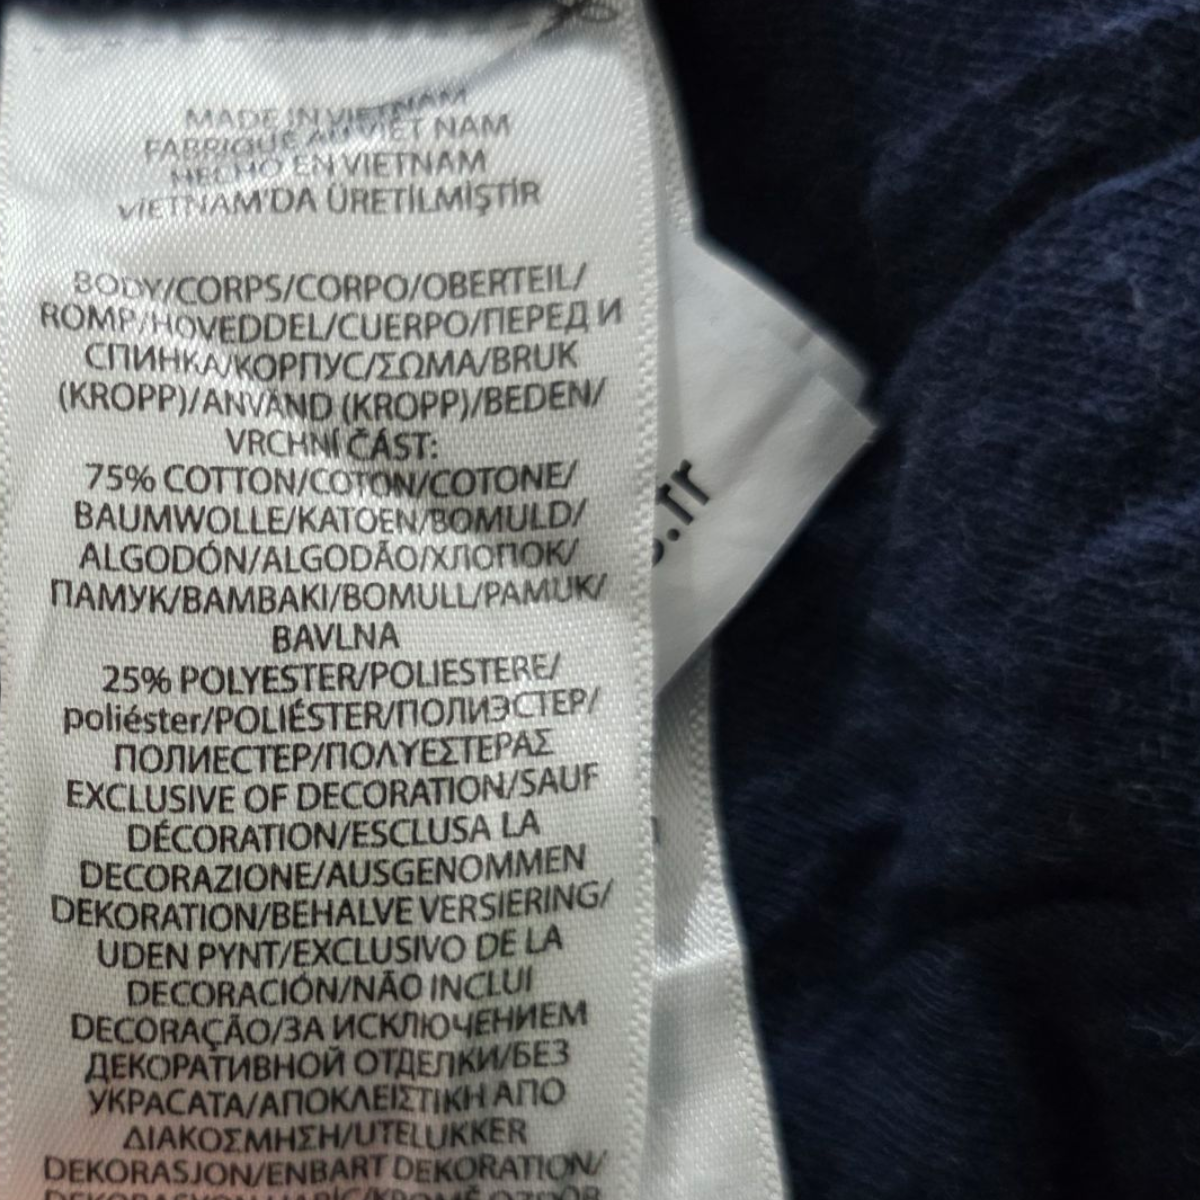 MADE IN VIETNAM
FABRIQUÉ AU VIET NAM
HECHO EN VIETNAM
VİETNAM'DA ÜRETİLMİŞTİR
BODY/CORPS/CORPO/OBERTEIL/
ROMP/HOVEDDEL/CUERPO/ПЕРЕД И
СПИНКА/КОРПУС/ΣΩΜΑ/BRUK
(KROPP)/ANVÄND (KROPP)/BEDEN/
VRCHNÍ ČÁST:
75% COTTON/COTON/COTONE/
BAUMWOLLE/KATOEN/BOMULD/
ALGODÓN/ALGODÃO/ХЛОПОК/
ПАМУК/BAMBAKI/BOMULL/PAMUK/
BAVLNA
25% POLYESTER/POLIESTERE/
poliéster/POLIÉSTER/ПОЛИЭСТЕР/
ПОЛИЕСТЕР/ΠΟΛΥΕΣΤΕΡΑΣ
EXCLUSIVE OF DECORATION/SAUF
DÉCORATION/ESCLUSA LA
DECORAZIONE/AUSGENOMMEN
DEKORATION/BEHALVE VERSIERING/
UDEN PYNT/EXCLUSIVO DE LA
DECORACIÓN/NÃO INCLUI
DECORAÇÃO/ЗА ИСКЛЮЧЕНИЕМ
ДЕКОРАТИВНОЙ ОТДЕЛКИ/БЕЗ
УКРАСАТА/ΑΠΟΚΛΕΙΣΤΙΚΗ ΑΠΟ
ΔΙΑΚΟΣΜΗΣΗ/UTELUKKER
DEKORASJON/ENBART DEKORATION/